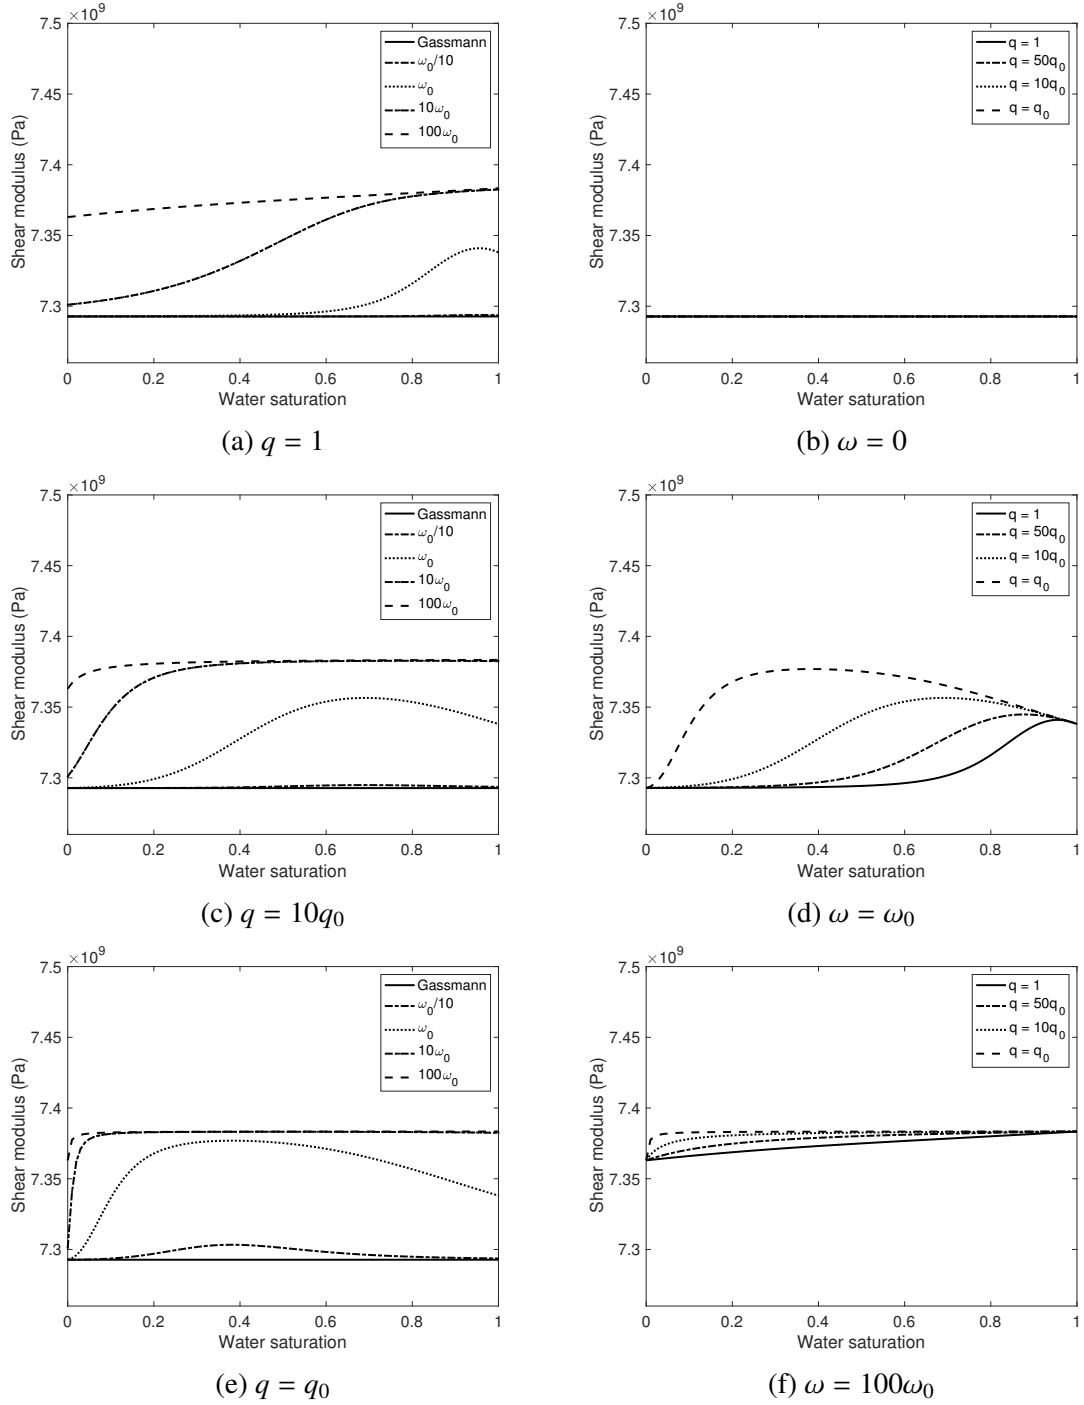 ×10⁹
7.5
7.45
7.4
7.35
7.3
Shear modulus (Pa)
Gassmann
ω₀/10
ω₀
10ω₀
100ω₀
0 0.2 0.4 0.6 0.8 1
Water saturation
(a) q = 1
×10⁹
7.5
7.45
7.4
7.35
7.3
Shear modulus (Pa)
q = 1
q = 50q₀
q = 10q₀
q = q₀
0 0.2 0.4 0.6 0.8 1
Water saturation
(b) ω = 0
×10⁹
7.5
7.45
7.4
7.35
7.3
Shear modulus (Pa)
Gassmann
ω₀/10
ω₀
10ω₀
100ω₀
0 0.2 0.4 0.6 0.8 1
Water saturation
(c) q = 10q₀
×10⁹
7.5
7.45
7.4
7.35
7.3
Shear modulus (Pa)
q = 1
q = 50q₀
q = 10q₀
q = q₀
0 0.2 0.4 0.6 0.8 1
Water saturation
(d) ω = ω₀
×10⁹
7.5
7.45
7.4
7.35
7.3
Shear modulus (Pa)
Gassmann
ω₀/10
ω₀
10ω₀
100ω₀
0 0.2 0.4 0.6 0.8 1
Water saturation
(e) q = q₀
×10⁹
7.5
7.45
7.4
7.35
7.3
Shear modulus (Pa)
q = 1
q = 50q₀
q = 10q₀
q = q₀
0 0.2 0.4 0.6 0.8 1
Water saturation
(f) ω = 100ω₀